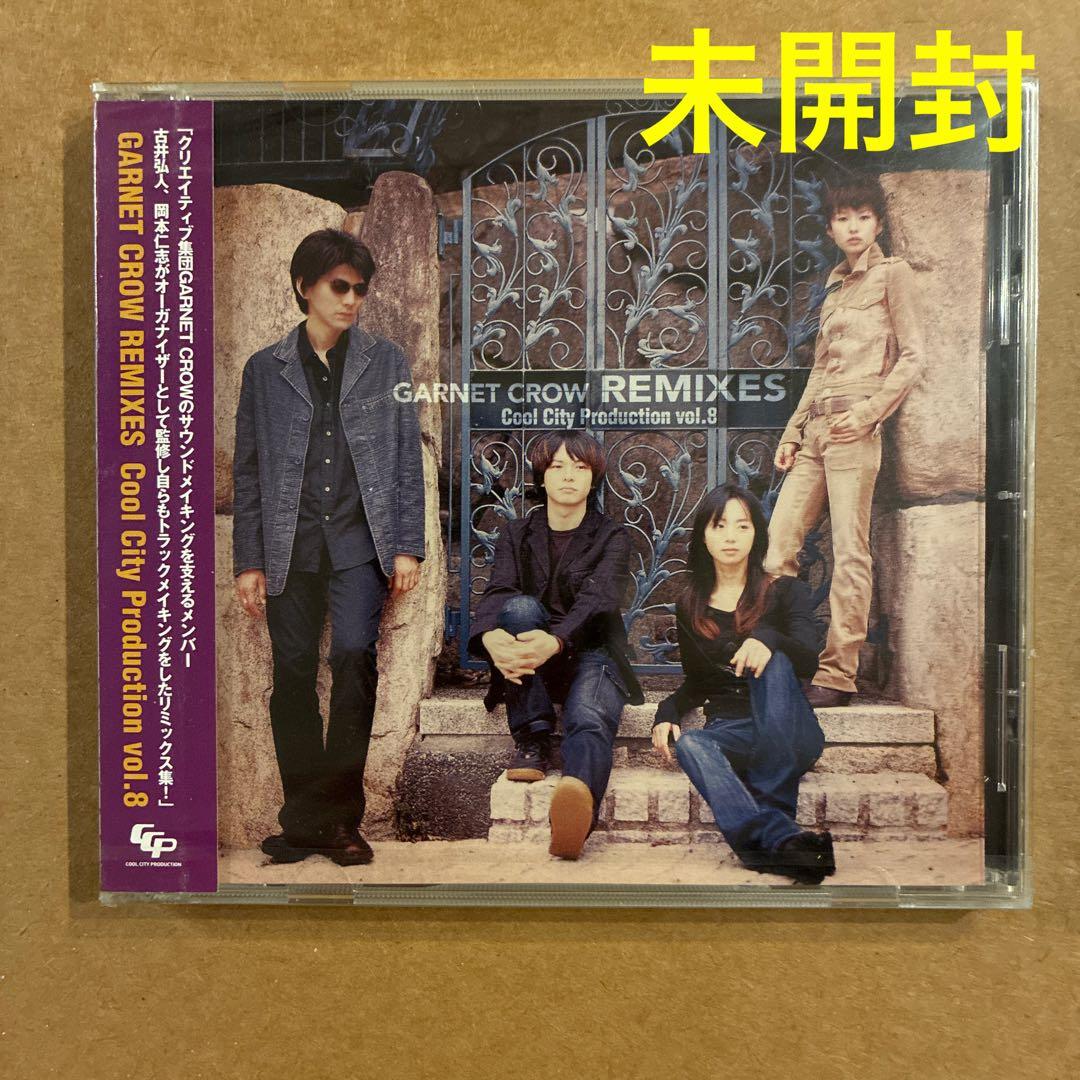 未開封
「クリエイティブ集団GARNET CROWのサウンドメイキングを支えるメンバー
古井弘人、岡本仁志がオーガナイザーとして監修し自らもトラックメイキングをしたリミックス集！」
GARNET CROW REMIXES Cool City Production vol.8
CCP
COOL CITY PRODUCTION
GARNET CROW REMIXES
Cool City Production vol.8